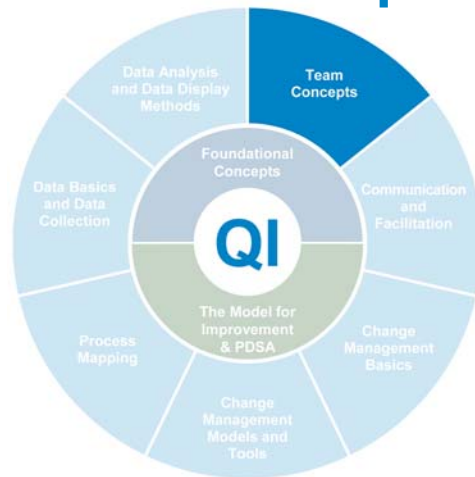 Data Analysis
and Data Display
Methods
Team
Concepts
Foundational
Concepts
Data Basics
and Data
Collection
Communication
and
Facilitation
QI
The Model for
Improvement
& PDSA
Process
Mapping
Change
Management
Basics
Change
Management
Models and
Tools